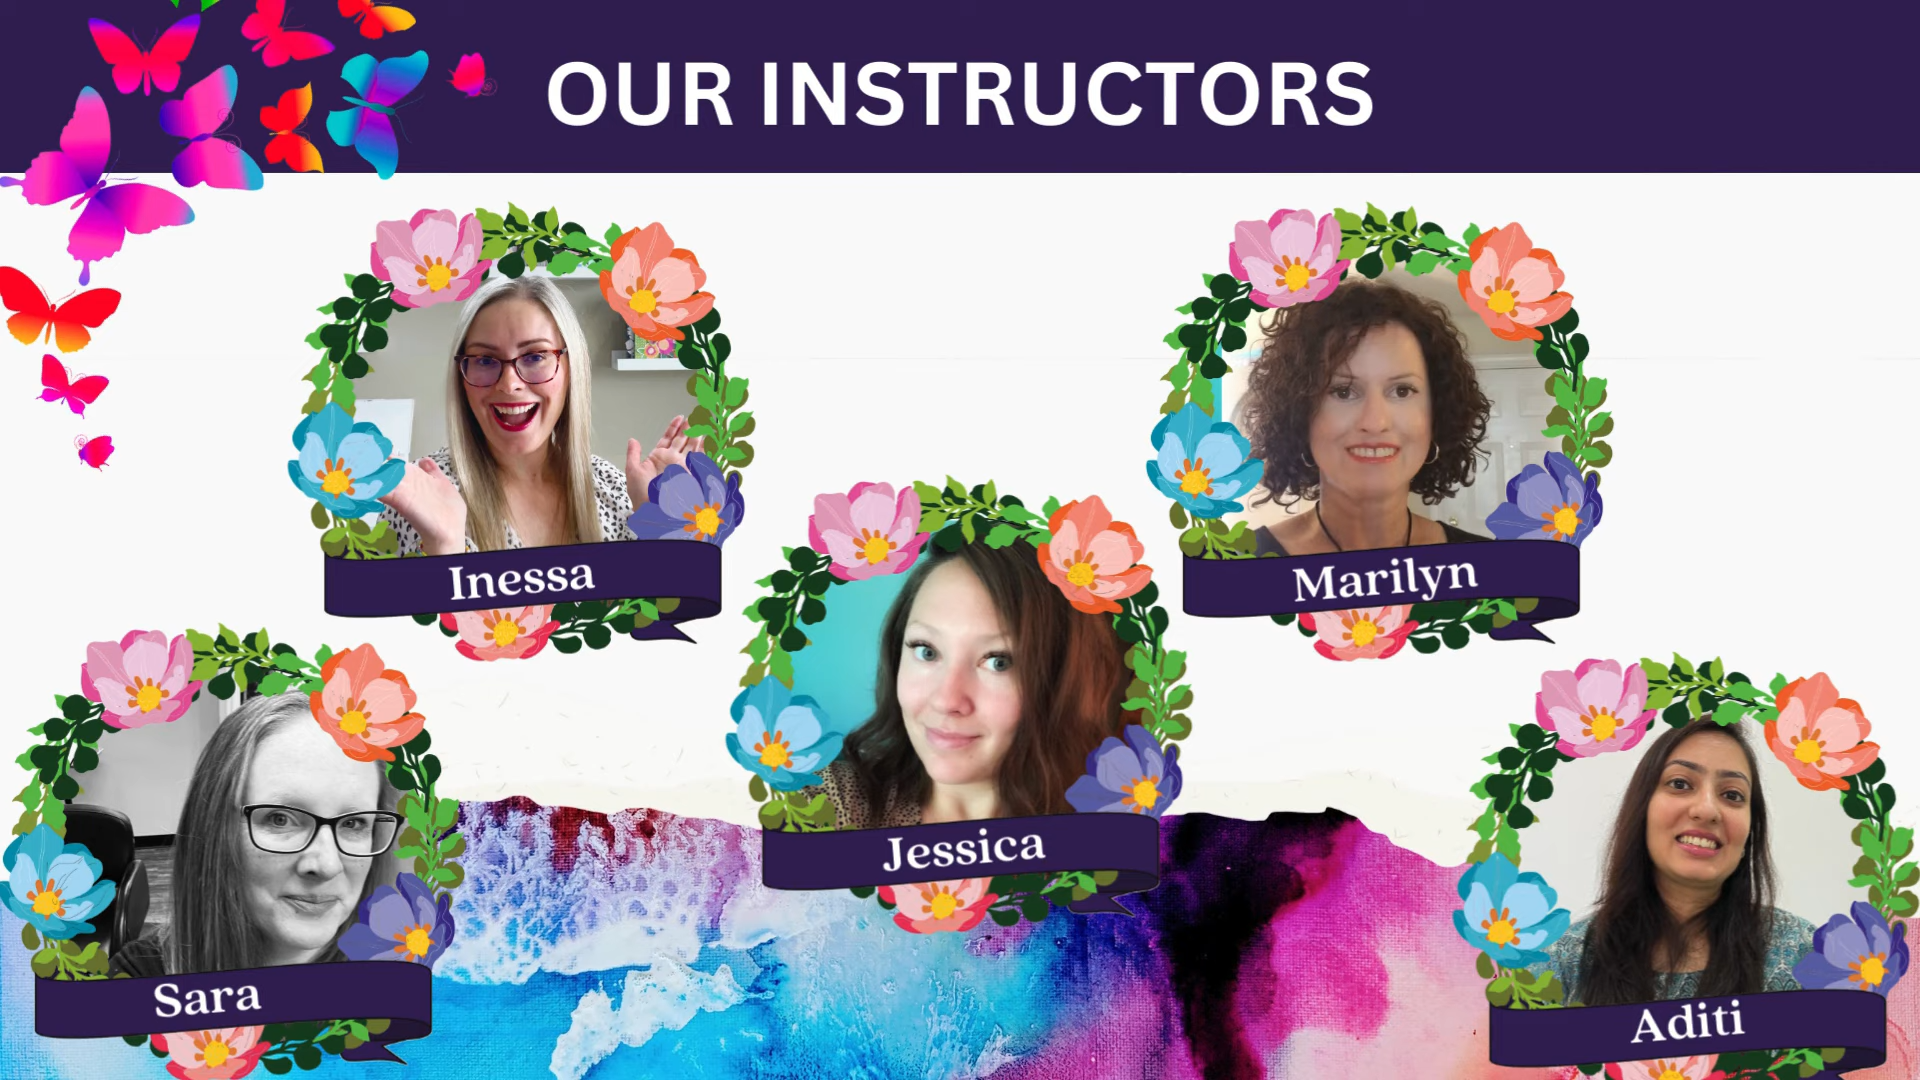 OUR INSTRUCTORS
Inessa
Marilyn
Jessica
Sara
Aditi